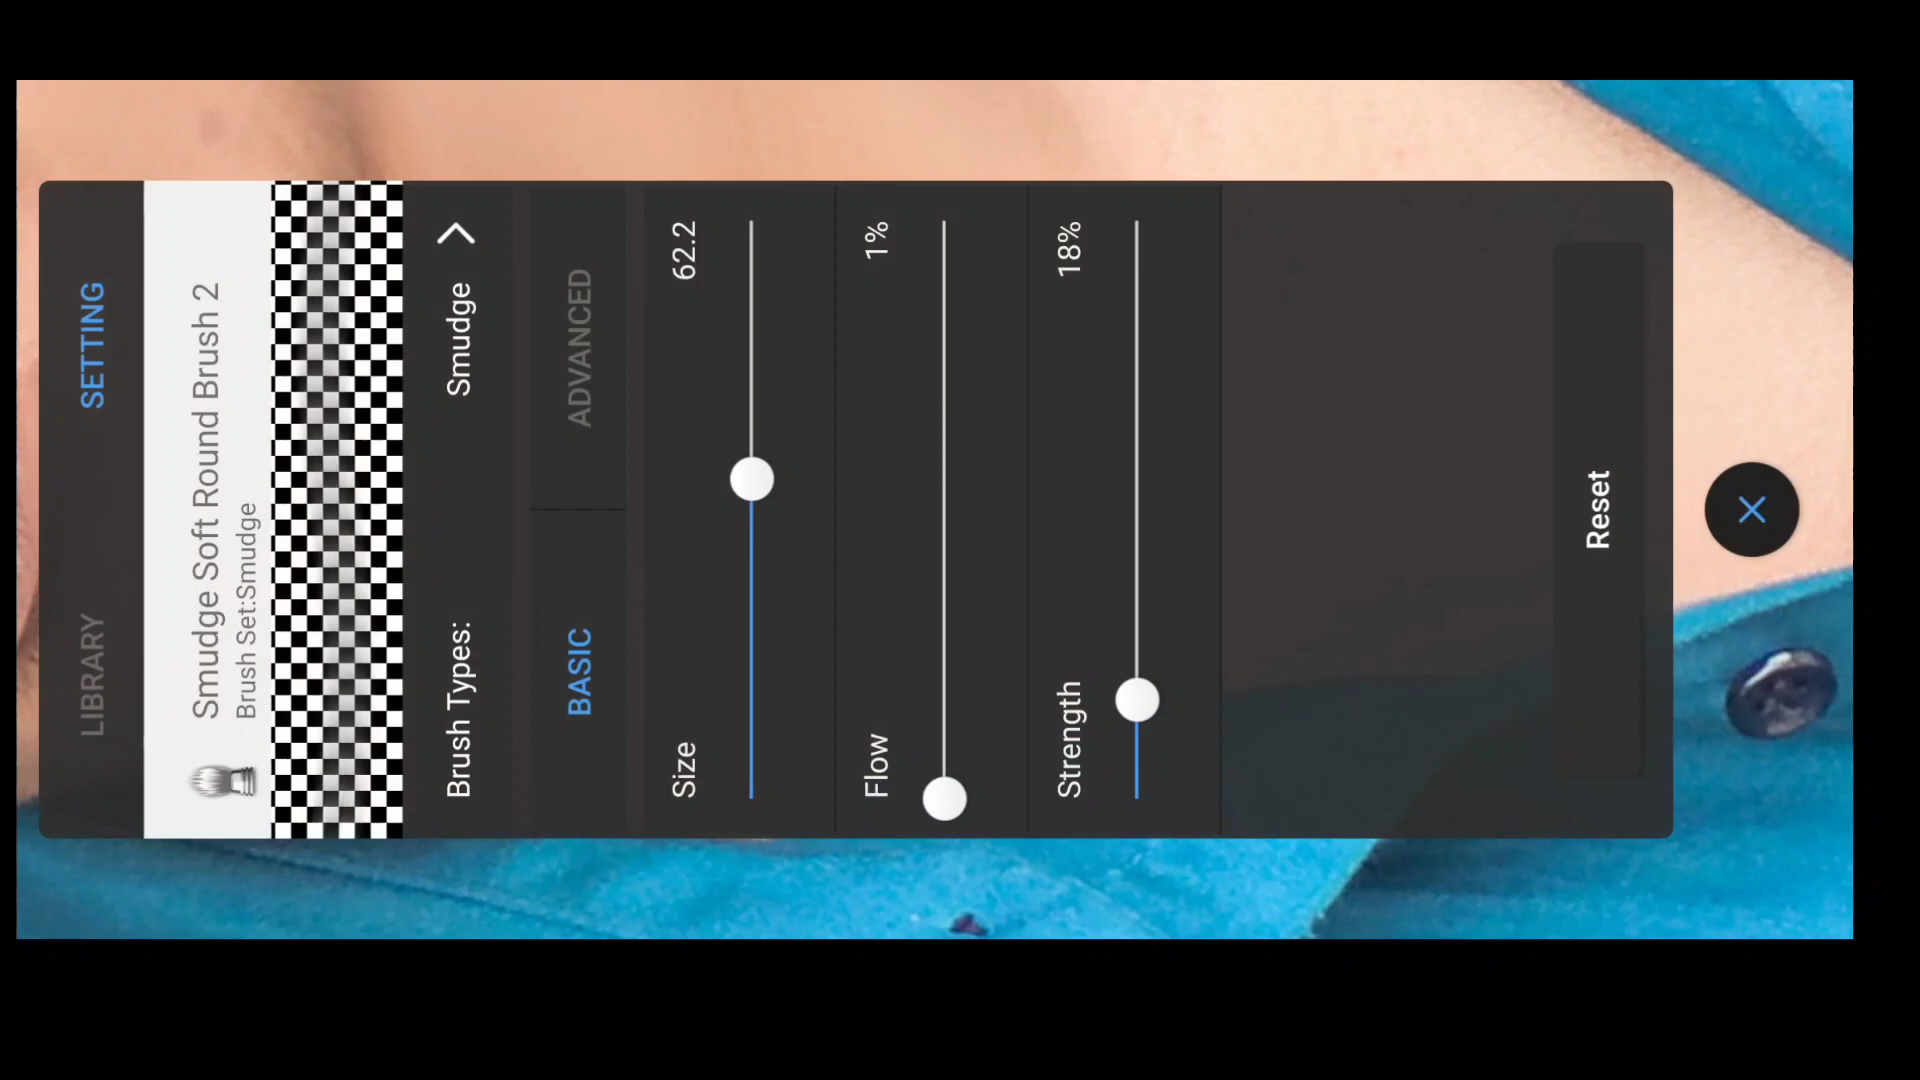 LIBRARY SETTING
Smudge Soft Round Brush 2
Brush Set:Smudge
Brush Types: Smudge
BASIC ADVANCED
Size 62.2
Flow 1%
Strength 18%
Reset